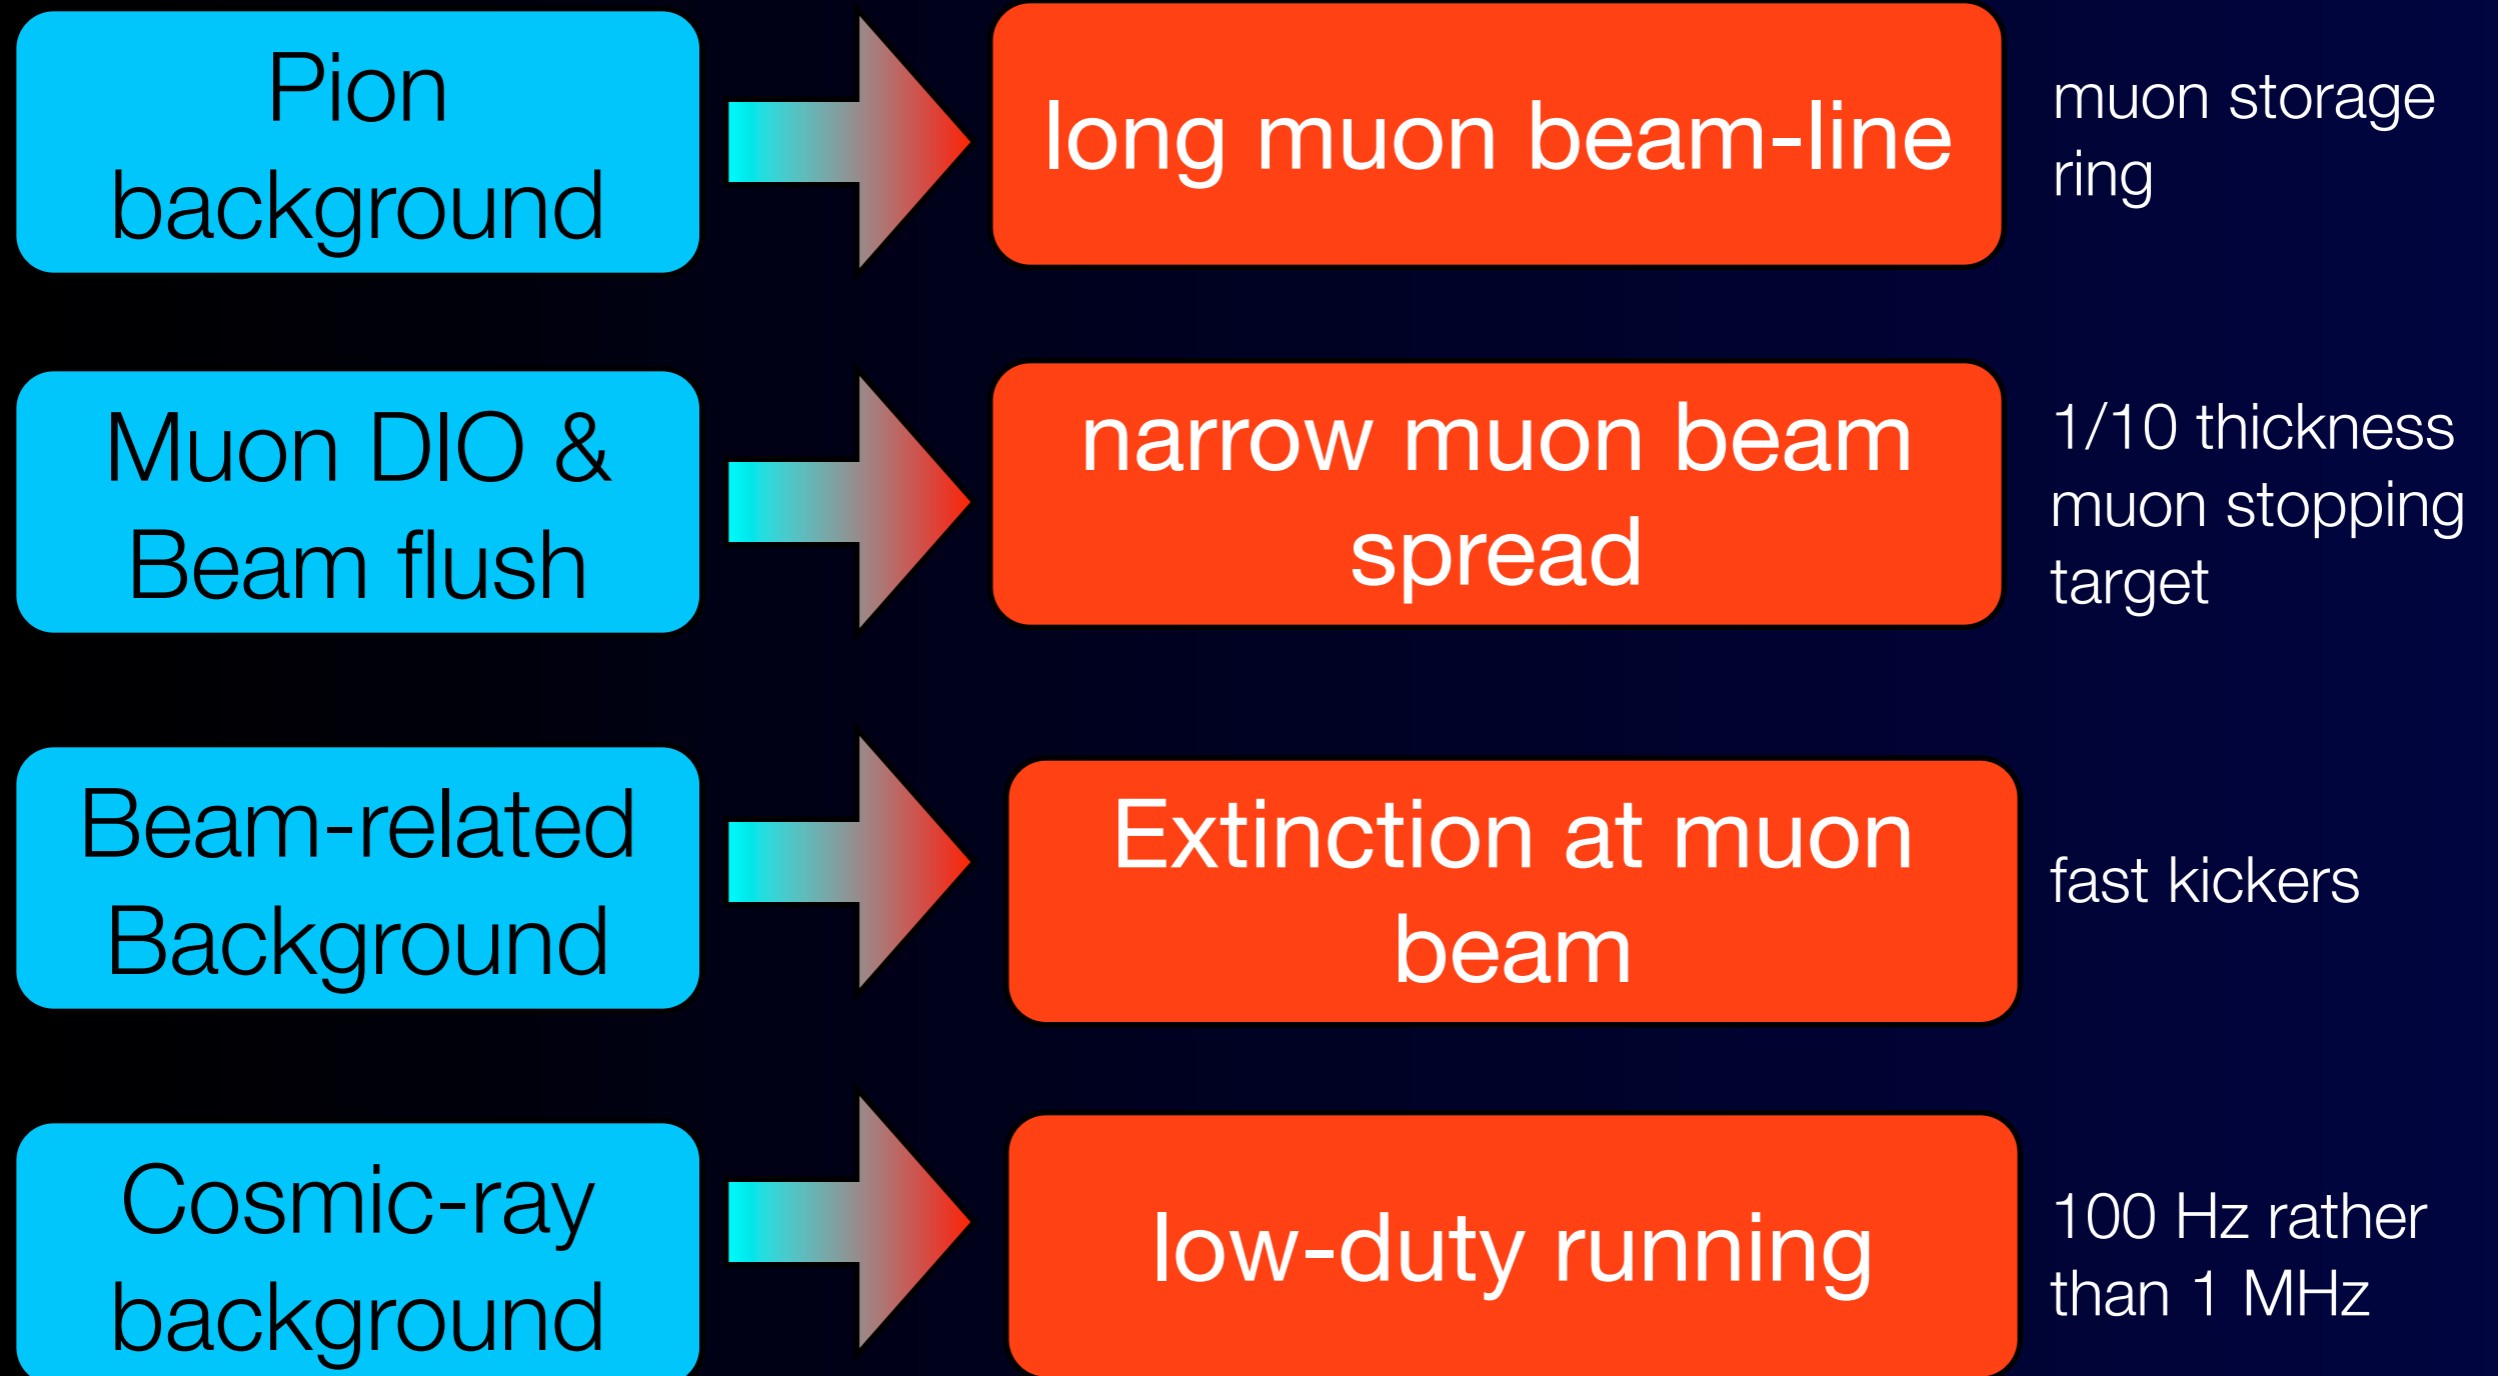 Pion
background
long muon beam-line
muon storage
ring
Muon DIO &
Beam flush
narrow muon beam
spread
1/10 thickness
muon stopping
target
Beam-related
Background
Extinction at muon
beam
fast kickers
Cosmic-ray
background
low-duty running
100 Hz rather
than 1 MHz